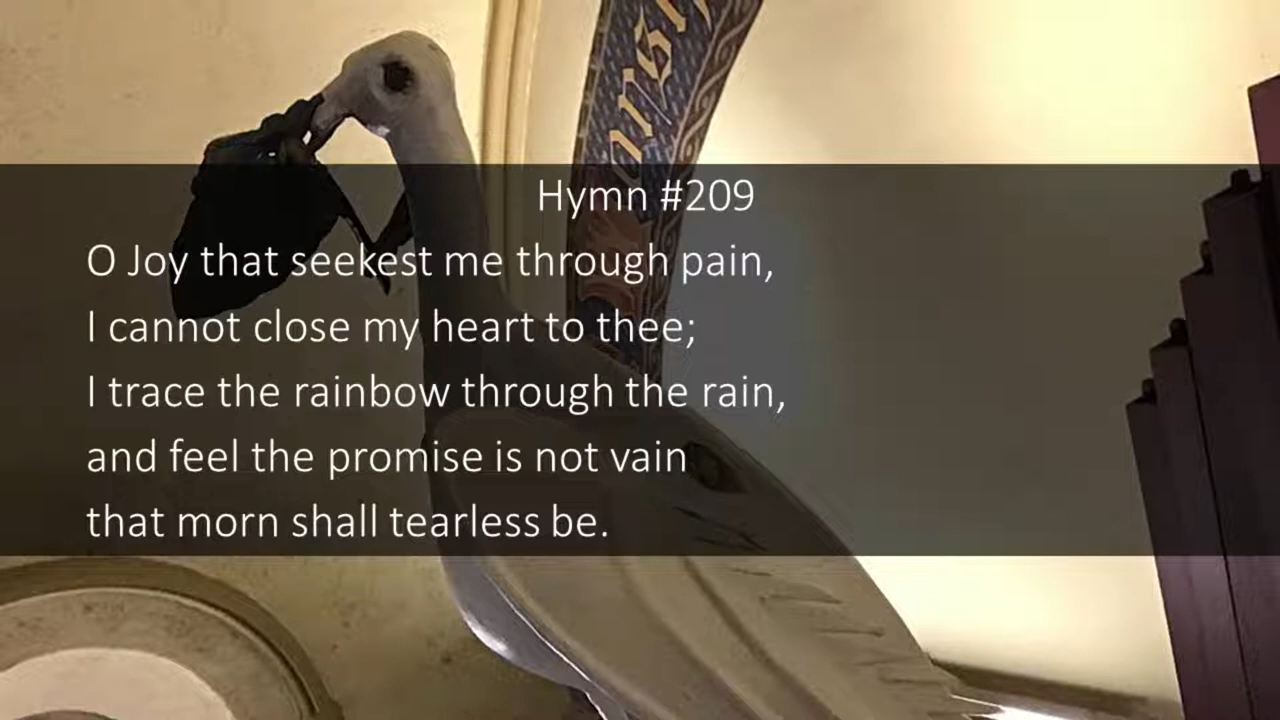 ansi
Hymn #209
O Joy that seekest me through pain,
I cannot close my heart to thee;
I trace the rainbow through the rain,
and feel the promise is not vain
that morn shall tearless be.